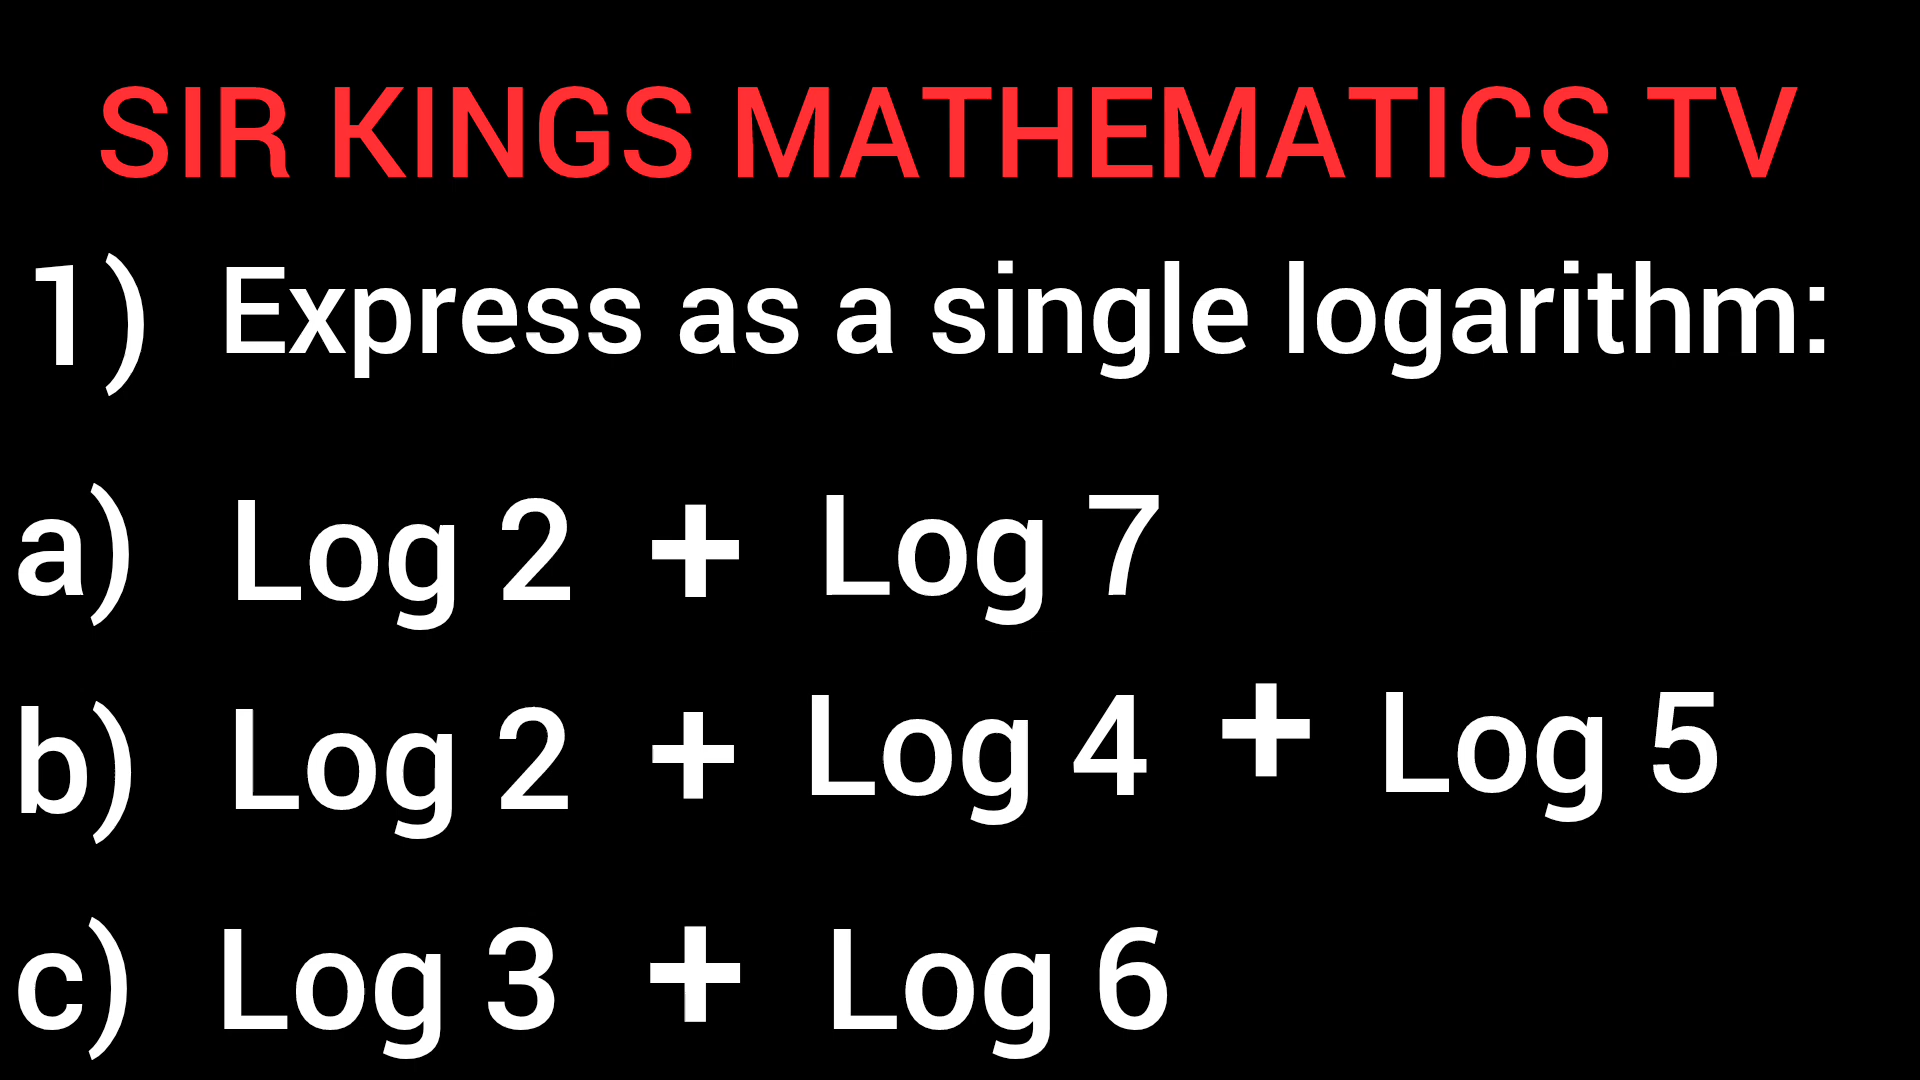 SIR KINGS MATHEMATICS TV
1) Express as a single logarithm:
a) Log 2 + Log 7
b) Log 2 + Log 4 + Log 5
c) Log 3 + Log 6